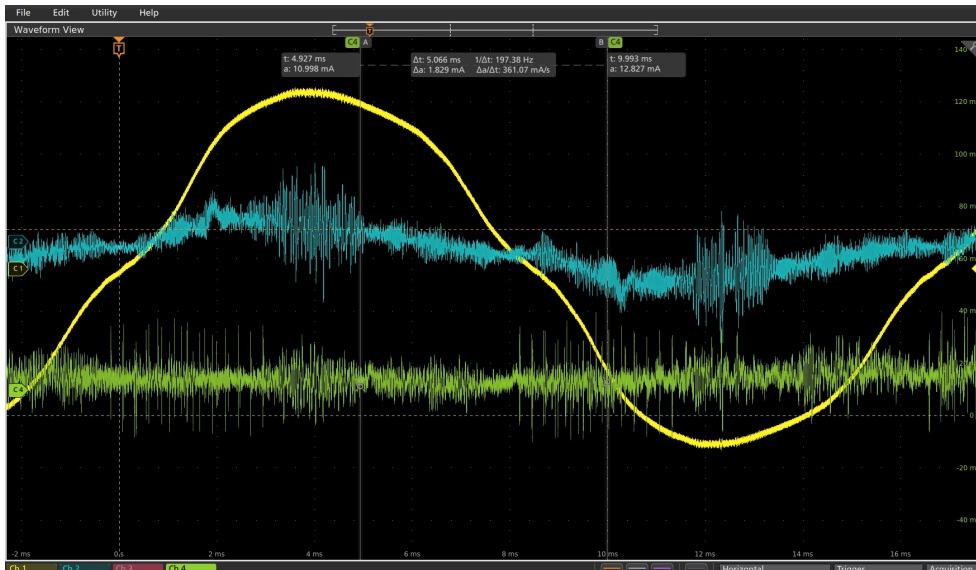 File Edit Utility Help
Waveform View
T
C4 A
B C4
T
t: 4.927 ms
a: 10.998 mA
Δt: 5.066 ms 1/Δt: 197.38 Hz
Δa: 1.829 mA Δa/Δt: 361.07 mA/s
t: 9.993 ms
a: 12.827 mA
140
120 m
100 m
80 m
C 2
C 1
60 m
40 m
20 m
C4
0
-20 m
-40 m
-2 ms 0 s 2 ms 4 ms 6 ms 8 ms 10 ms 12 ms 14 ms 16 ms
Ch 1 Ch 2 Ch 3 Ch 4 Horizontal Trigger Acquisition